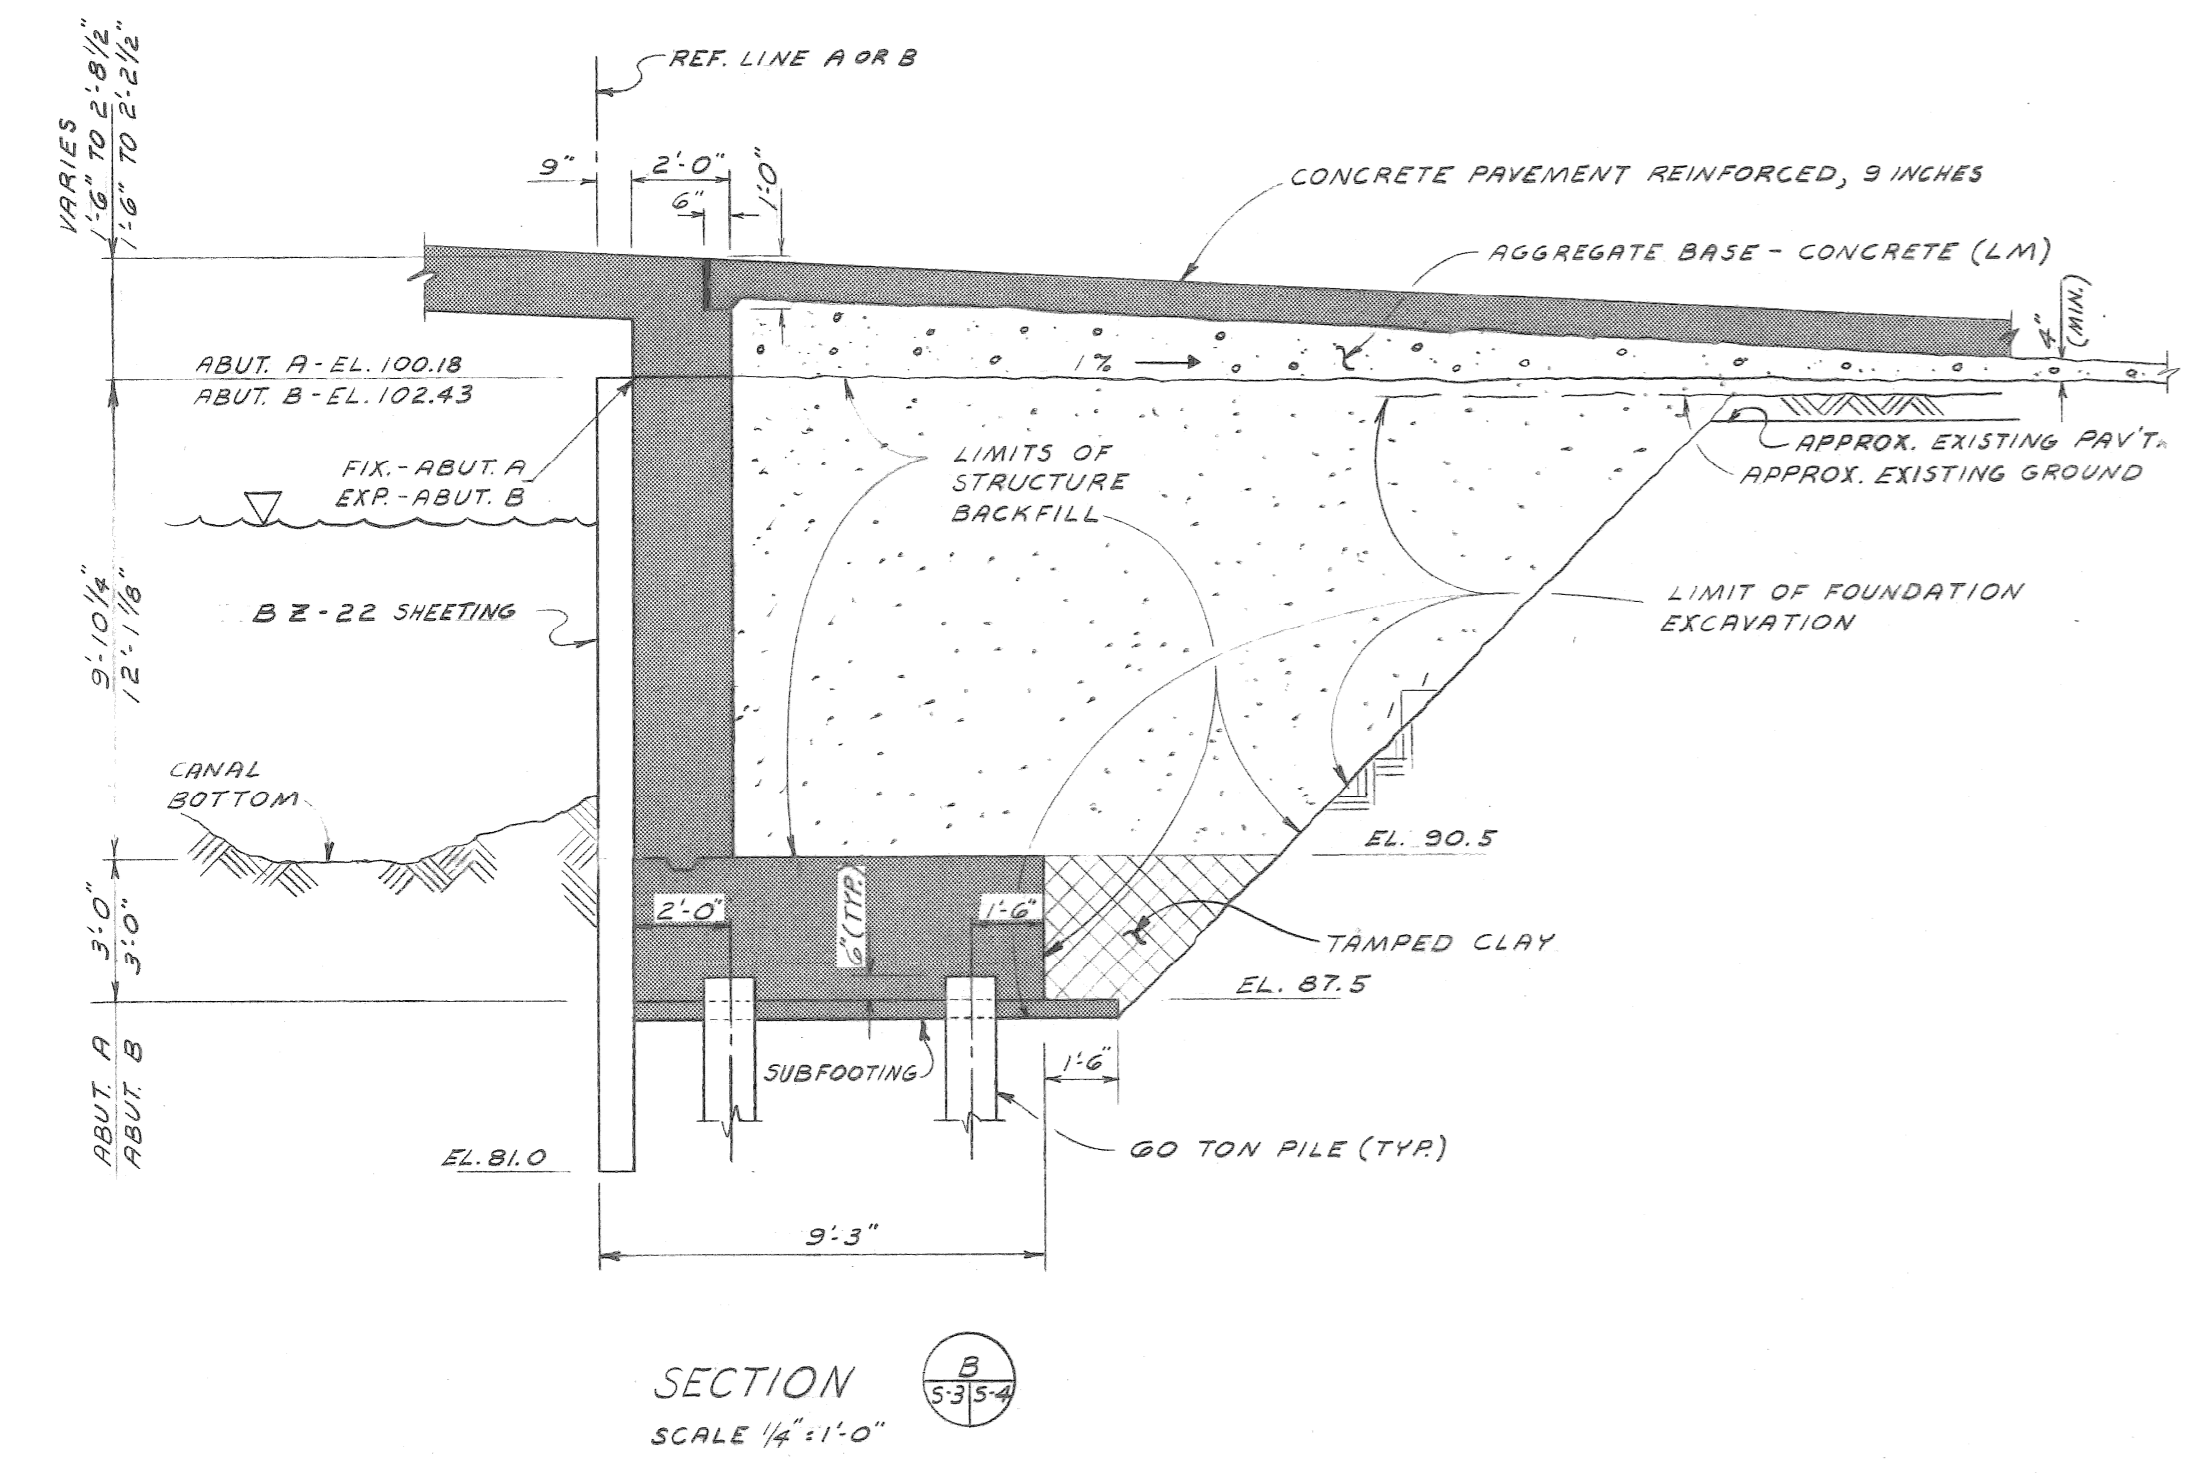 VARIES
1'-6" TO 2'-8½"
1'-6" TO 2'-2½"
REF. LINE A OR B
9"
2'-0"
6"
1'-0"
CONCRETE PAVEMENT REINFORCED, 9 INCHES
AGGREGATE BASE - CONCRETE (LM)
4"
(MIN.)
1%
ABUT. A - EL. 100.18
ABUT. B - EL. 102.43
FIX. - ABUT. A
EXP. - ABUT. B
LIMITS OF
STRUCTURE
BACKFILL
APPROX. EXISTING PAV'T.
APPROX. EXISTING GROUND
9'-10¼"
12'-1⅛"
BZ-22 SHEETING
LIMIT OF FOUNDATION
EXCAVATION
CANAL
BOTTOM
EL. 90.5
3'-0"
3'-0"
2'-0"
6" (TYP.)
1'-6"
TAMPED CLAY
EL. 87.5
ABUT. A
ABUT. B
SUBFOOTING
1'-6"
EL. 81.0
60 TON PILE (TYP.)
9'-3"
SECTION
B
S-3 S-4
SCALE ¼" = 1'-0"